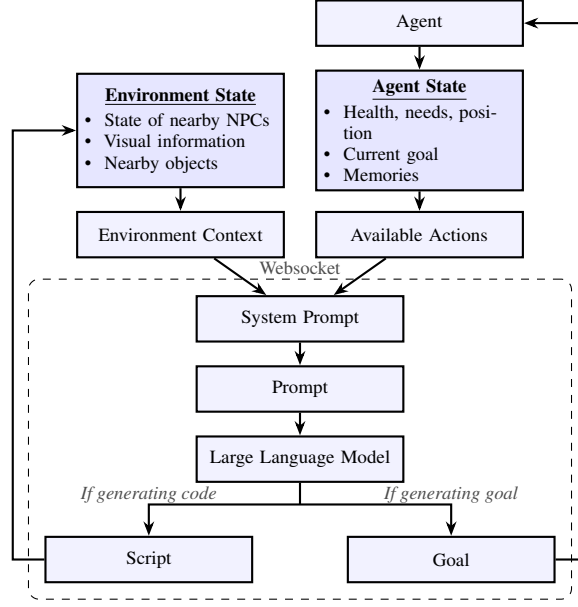 Agent
Environment State
• State of nearby NPCs
• Visual information
• Nearby objects
Agent State
• Health, needs, posi-
tion
• Current goal
• Memories
Environment Context
Available Actions
Websocket
System Prompt
Prompt
Large Language Model
If generating code
If generating goal
Script
Goal